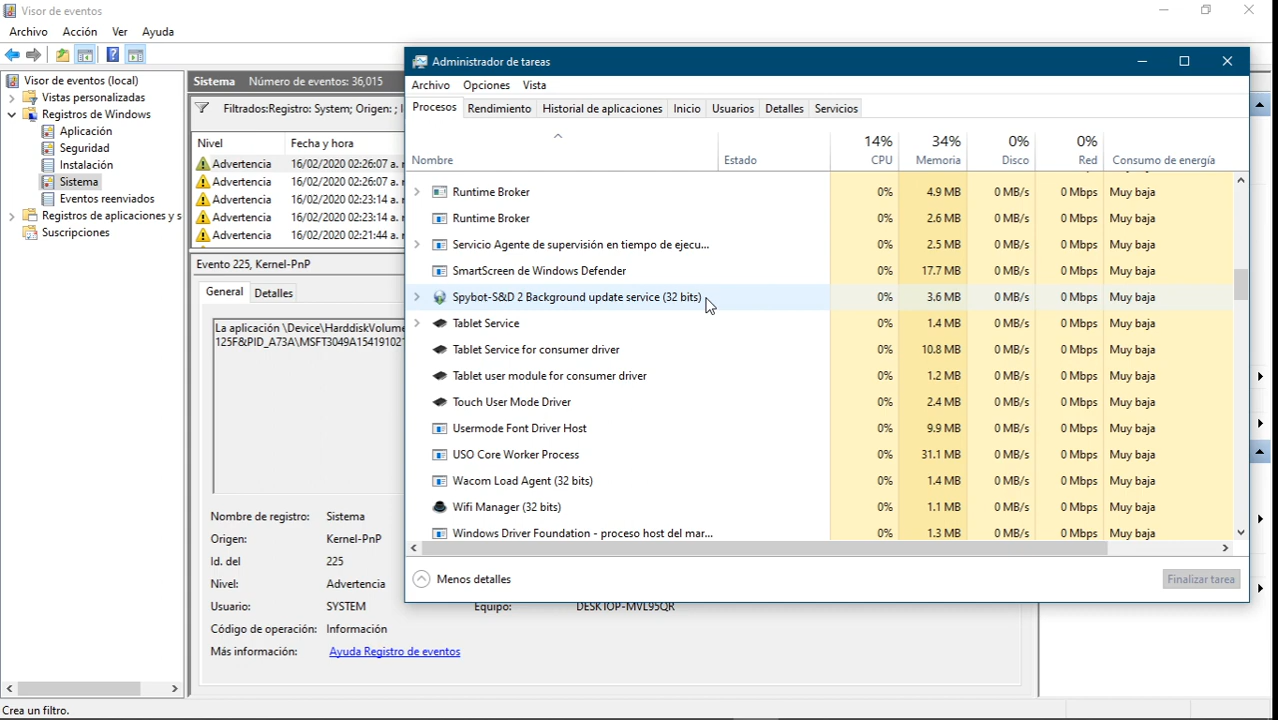 Visor de eventos
Archivo Acción Ver Ayuda
Visor de eventos (local)
Vistas personalizadas
Registros de Windows
Aplicación
Seguridad
Instalación
Sistema
Eventos reenviados
Registros de aplicaciones y s
Suscripciones
Sistema Número de eventos: 36,015
Filtrados:Registro: System; Origen: ; I
Nivel Fecha y hora
Advertencia 16/02/2020 02:26:07 a.
Advertencia 16/02/2020 02:26:07 a.
Advertencia 16/02/2020 02:23:14 a.
Advertencia 16/02/2020 02:23:14 a.
Advertencia 16/02/2020 02:21:44 a.
Evento 225, Kernel-PnP
General Detalles
La aplicación \Device\HarddiskVolume
125F&PID_A73A\MSFT3049A1541910
Nombre de registro: Sistema
Origen: Kernel-PnP
Id. del 225
Nivel: Advertencia
Usuario: SYSTEM Equipo: DESKTOP-MVL95QR
Código de operación: Información
Más información: Ayuda Registro de eventos
Crea un filtro.
Administrador de tareas
Archivo Opciones Vista
Procesos Rendimiento Historial de aplicaciones Inicio Usuarios Detalles Servicios
14% 34% 0% 0%
Nombre Estado CPU Memoria Disco Red Consumo de energía
Runtime Broker 0% 4.9 MB 0 MB/s 0 Mbps Muy baja
Runtime Broker 0% 2.6 MB 0 MB/s 0 Mbps Muy baja
Servicio Agente de supervisión en tiempo de ejecu... 0% 2.5 MB 0 MB/s 0 Mbps Muy baja
SmartScreen de Windows Defender 0% 17.7 MB 0 MB/s 0 Mbps Muy baja
Spybot-S&D 2 Background update service (32 bits) 0% 3.6 MB 0 MB/s 0 Mbps Muy baja
Tablet Service 0% 1.4 MB 0 MB/s 0 Mbps Muy baja
Tablet Service for consumer driver 0% 10.8 MB 0 MB/s 0 Mbps Muy baja
Tablet user module for consumer driver 0% 1.2 MB 0 MB/s 0 Mbps Muy baja
Touch User Mode Driver 0% 2.4 MB 0 MB/s 0 Mbps Muy baja
Usermode Font Driver Host 0% 9.9 MB 0 MB/s 0 Mbps Muy baja
USO Core Worker Process 0% 31.1 MB 0 MB/s 0 Mbps Muy baja
Wacom Load Agent (32 bits) 0% 1.4 MB 0 MB/s 0 Mbps Muy baja
Wifi Manager (32 bits) 0% 1.1 MB 0 MB/s 0 Mbps Muy baja
Windows Driver Foundation - proceso host del mar... 0% 1.3 MB 0 MB/s 0 Mbps Muy baja
Menos detalles Finalizar tarea